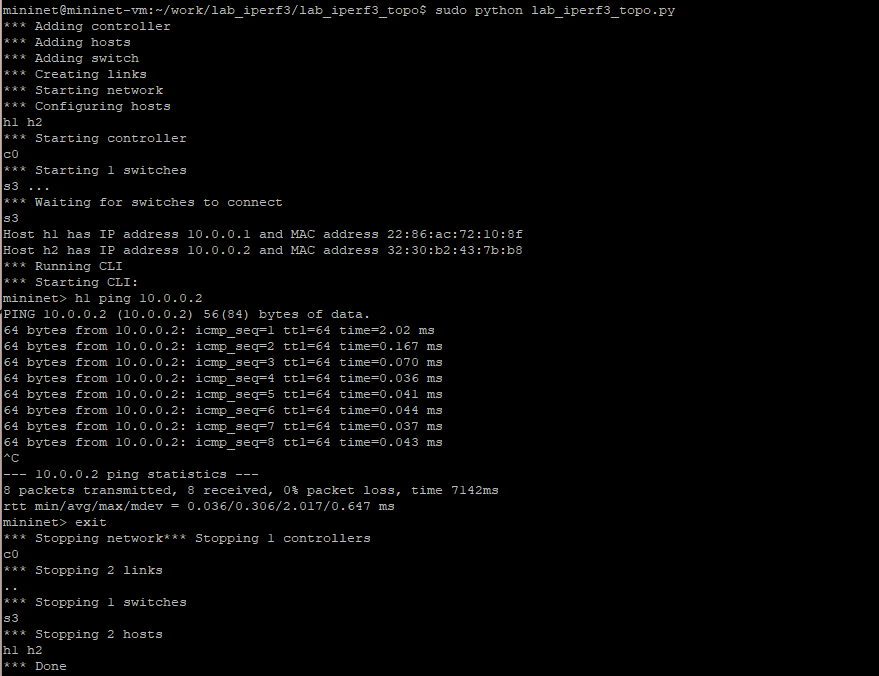 mininet@mininet-vm:~/work/lab_iperf3/lab_iperf3_topo$ sudo python lab_iperf3_topo.py
*** Adding controller
*** Adding hosts
*** Adding switch
*** Creating links
*** Starting network
*** Configuring hosts
h1 h2
*** Starting controller
c0
*** Starting 1 switches
s3 ...
*** Waiting for switches to connect
s3
Host h1 has IP address 10.0.0.1 and MAC address 22:86:ac:72:10:8f
Host h2 has IP address 10.0.0.2 and MAC address 32:30:b2:43:7b:b8
*** Running CLI
*** Starting CLI:
mininet> h1 ping 10.0.0.2
PING 10.0.0.2 (10.0.0.2) 56(84) bytes of data.
64 bytes from 10.0.0.2: icmp_seq=1 ttl=64 time=2.02 ms
64 bytes from 10.0.0.2: icmp_seq=2 ttl=64 time=0.167 ms
64 bytes from 10.0.0.2: icmp_seq=3 ttl=64 time=0.070 ms
64 bytes from 10.0.0.2: icmp_seq=4 ttl=64 time=0.036 ms
64 bytes from 10.0.0.2: icmp_seq=5 ttl=64 time=0.041 ms
64 bytes from 10.0.0.2: icmp_seq=6 ttl=64 time=0.044 ms
64 bytes from 10.0.0.2: icmp_seq=7 ttl=64 time=0.037 ms
64 bytes from 10.0.0.2: icmp_seq=8 ttl=64 time=0.043 ms
^C
--- 10.0.0.2 ping statistics ---
8 packets transmitted, 8 received, 0% packet loss, time 7142ms
rtt min/avg/max/mdev = 0.036/0.306/2.017/0.647 ms
mininet> exit
*** Stopping network*** Stopping 1 controllers
c0
*** Stopping 2 links
..
*** Stopping 1 switches
s3
*** Stopping 2 hosts
h1 h2
*** Done